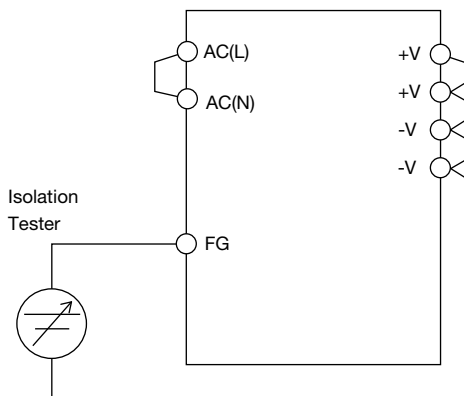 AC(L)
AC(N)
+V
+V
-V
-V
Isolation
Tester
FG